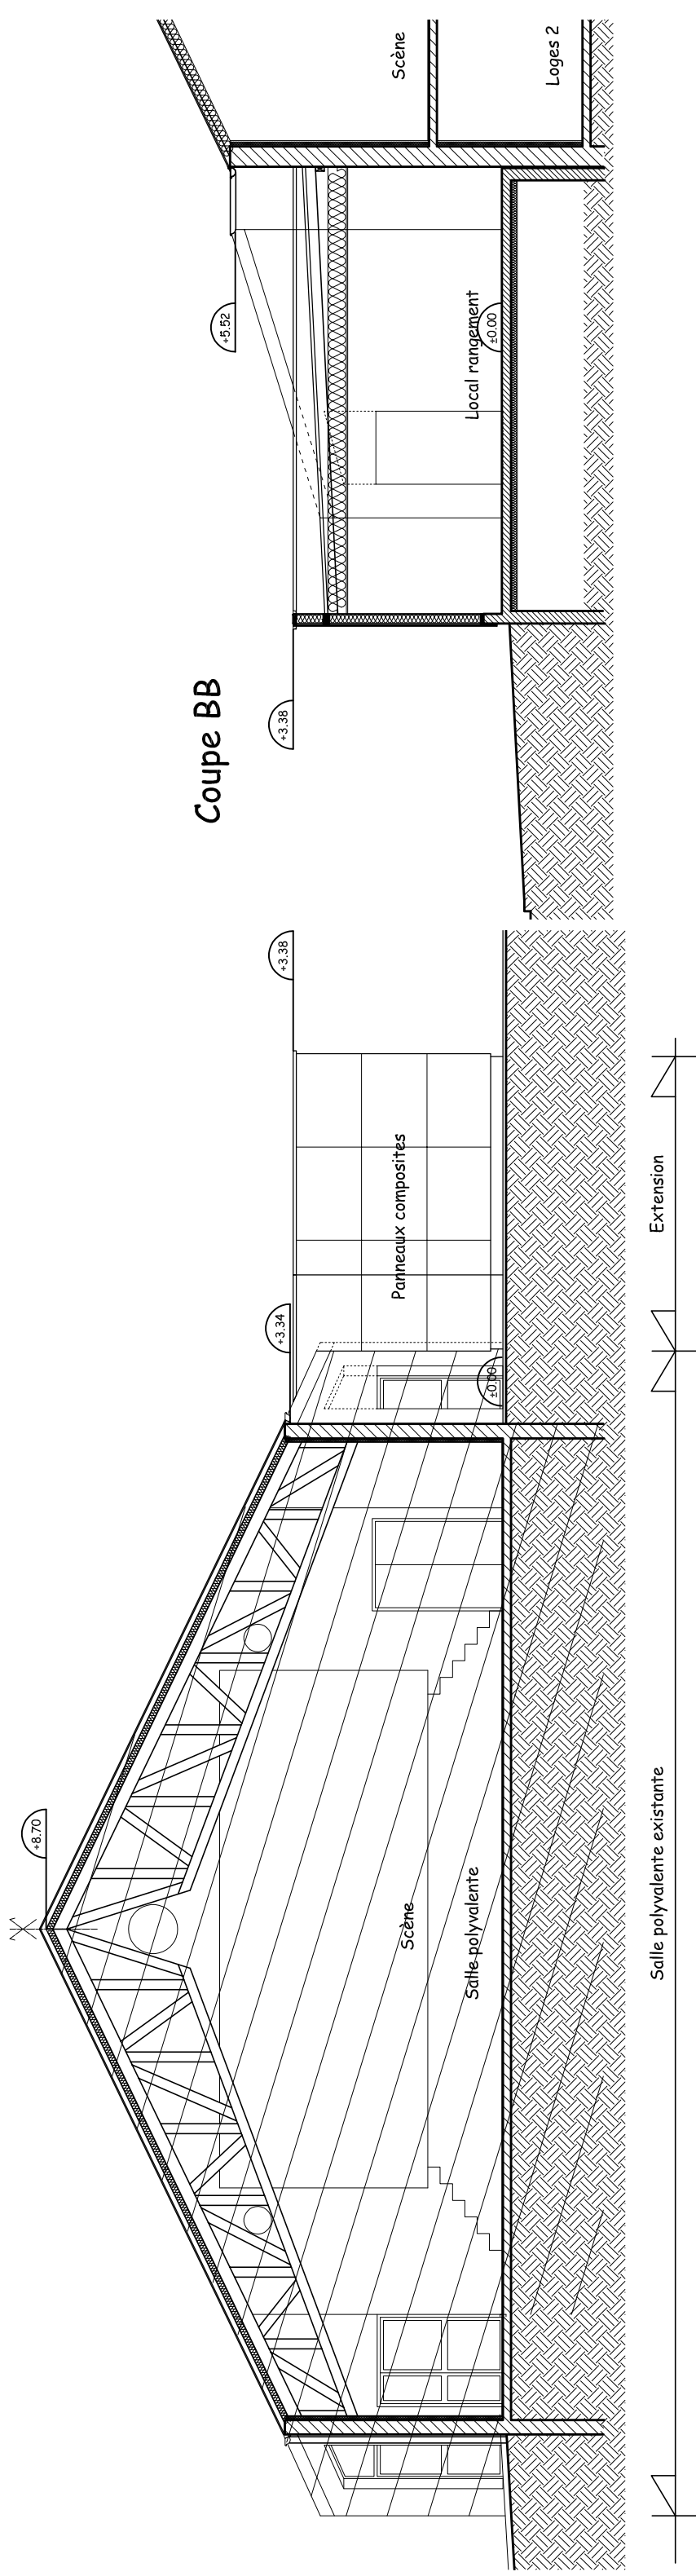 Scène
Loges 2
+5.52
Local rangement
±0.00
Coupe BB
+3.38
+3.38
Panneaux composites
Extension
+3.34
±0.00
+8.70
Scène
Salle polyvalente
Salle polyvalente existante